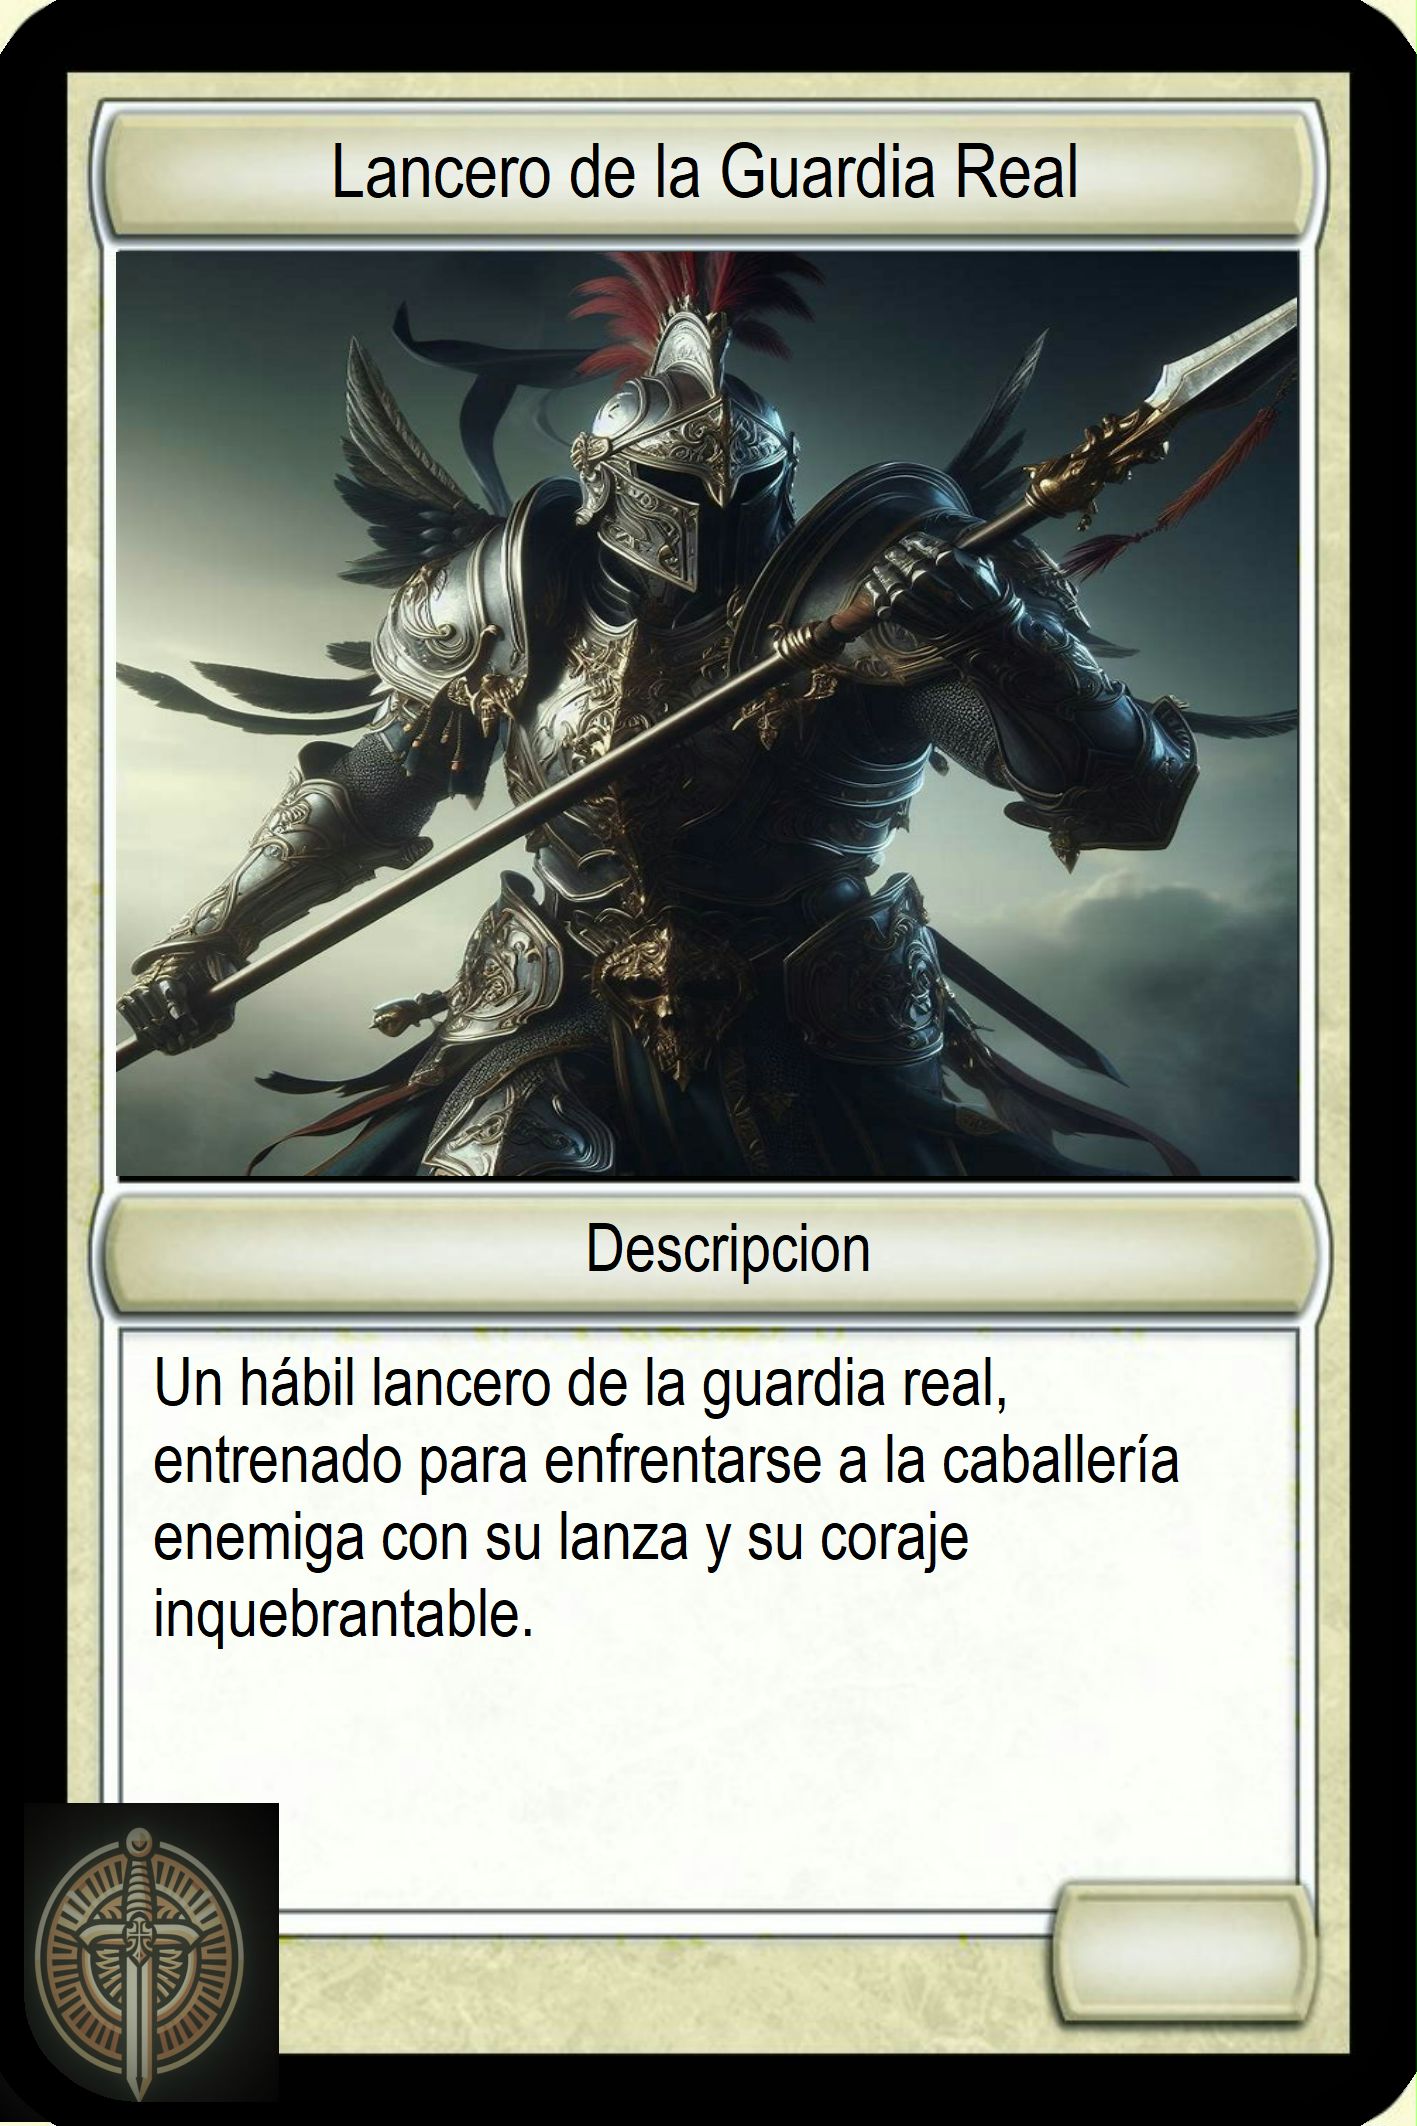 Lancero de la Guardia Real
Descripcion
Un hábil lancero de la guardia real,
entrenado para enfrentarse a la caballería
enemiga con su lanza y su coraje
inquebrantable.